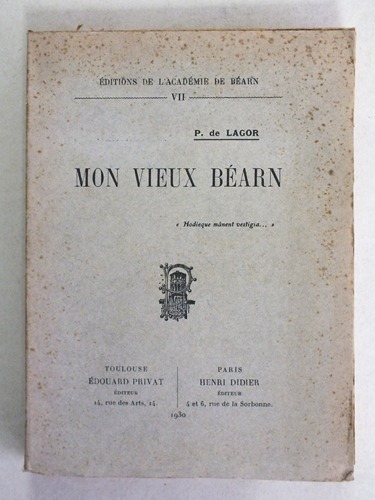 ÉDITIONS DE L'ACADÉMIE DE BÉARN
VII
P. de LAGOR
MON VIEUX BÉARN
« Hodieque mânent vestigia... »
TOULOUSE
ÉDOUARD PRIVAT
ÉDITEUR
14, rue des Arts, 14.
PARIS
HENRI DIDIER
ÉDITEUR
4 et 6, rue de la Sorbonne.
1930